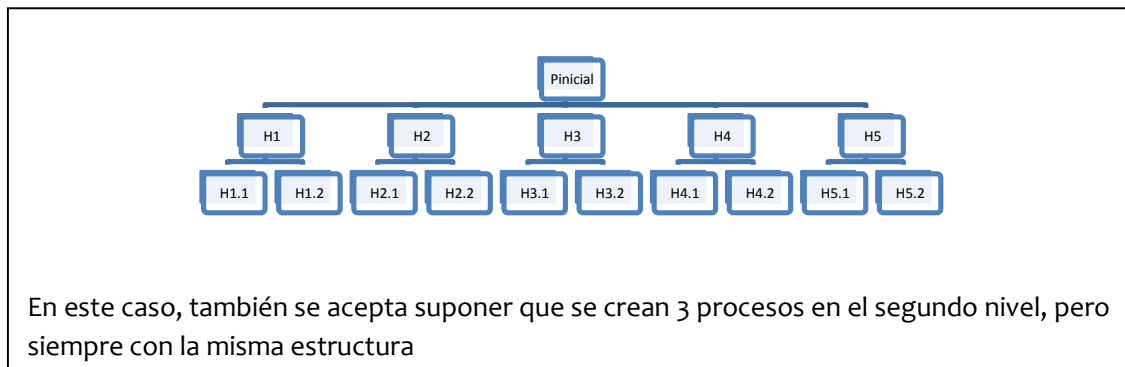 Pinicial
H1 H2 H3 H4 H5
H1.1 H1.2 H2.1 H2.2 H3.1 H3.2 H4.1 H4.2 H5.1 H5.2
En este caso, también se acepta suponer que se crean 3 procesos en el segundo nivel, pero
siempre con la misma estructura